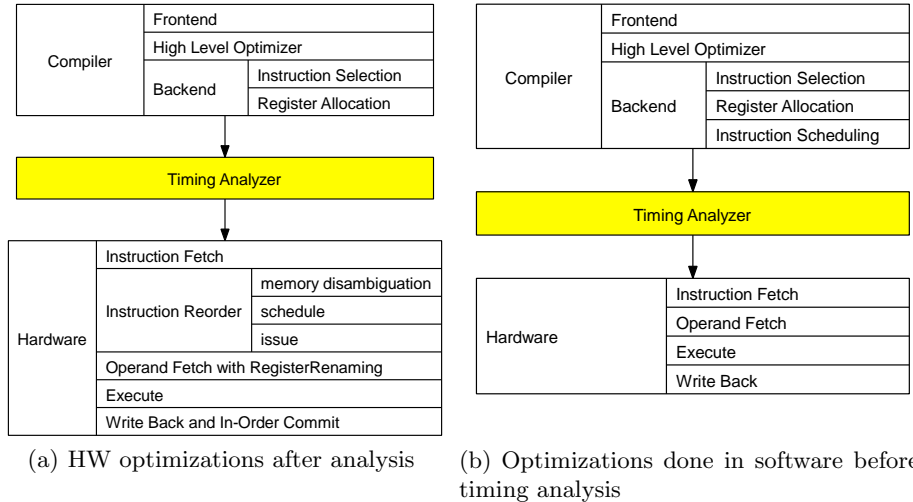 Frontend
High Level Optimizer
Compiler
Backend
Instruction Selection
Register Allocation
Timing Analyzer
Hardware
Instruction Fetch
Instruction Reorder
memory disambiguation
schedule
issue
Operand Fetch with RegisterRenaming
Execute
Write Back and In-Order Commit
(a) HW optimizations after analysis
Frontend
High Level Optimizer
Compiler
Backend
Instruction Selection
Register Allocation
Instruction Scheduling
Timing Analyzer
Hardware
Instruction Fetch
Operand Fetch
Execute
Write Back
(b) Optimizations done in software before
timing analysis